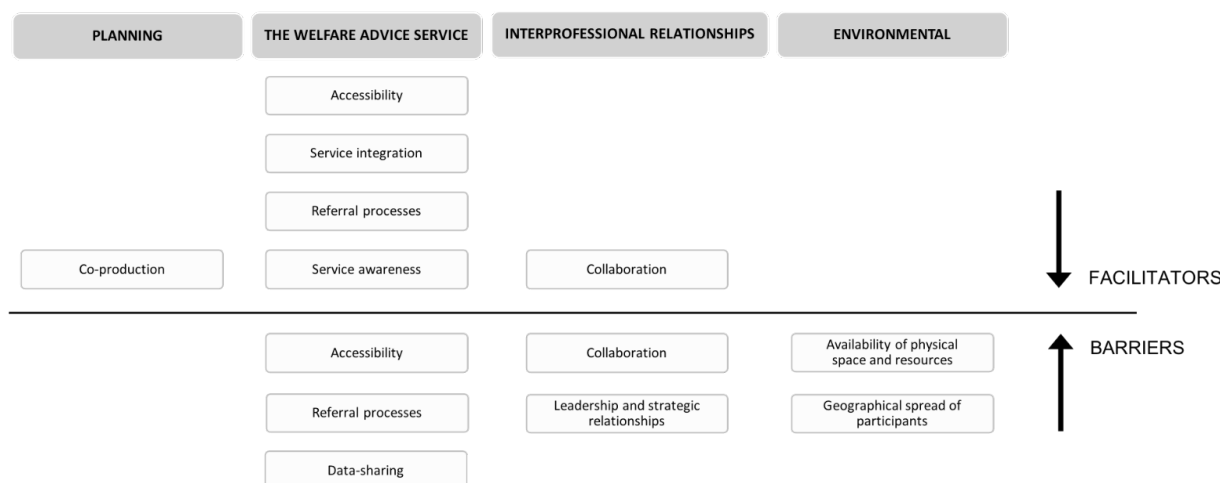 PLANNING
THE WELFARE ADVICE SERVICE
INTERPROFESSIONAL RELATIONSHIPS
ENVIRONMENTAL
Accessibility
Service integration
Referral processes
Co-production
Service awareness
Collaboration
FACILITATORS
Accessibility
Collaboration
Availability of physical
space and resources
BARRIERS
Referral processes
Leadership and strategic
relationships
Geographical spread of
participants
Data-sharing